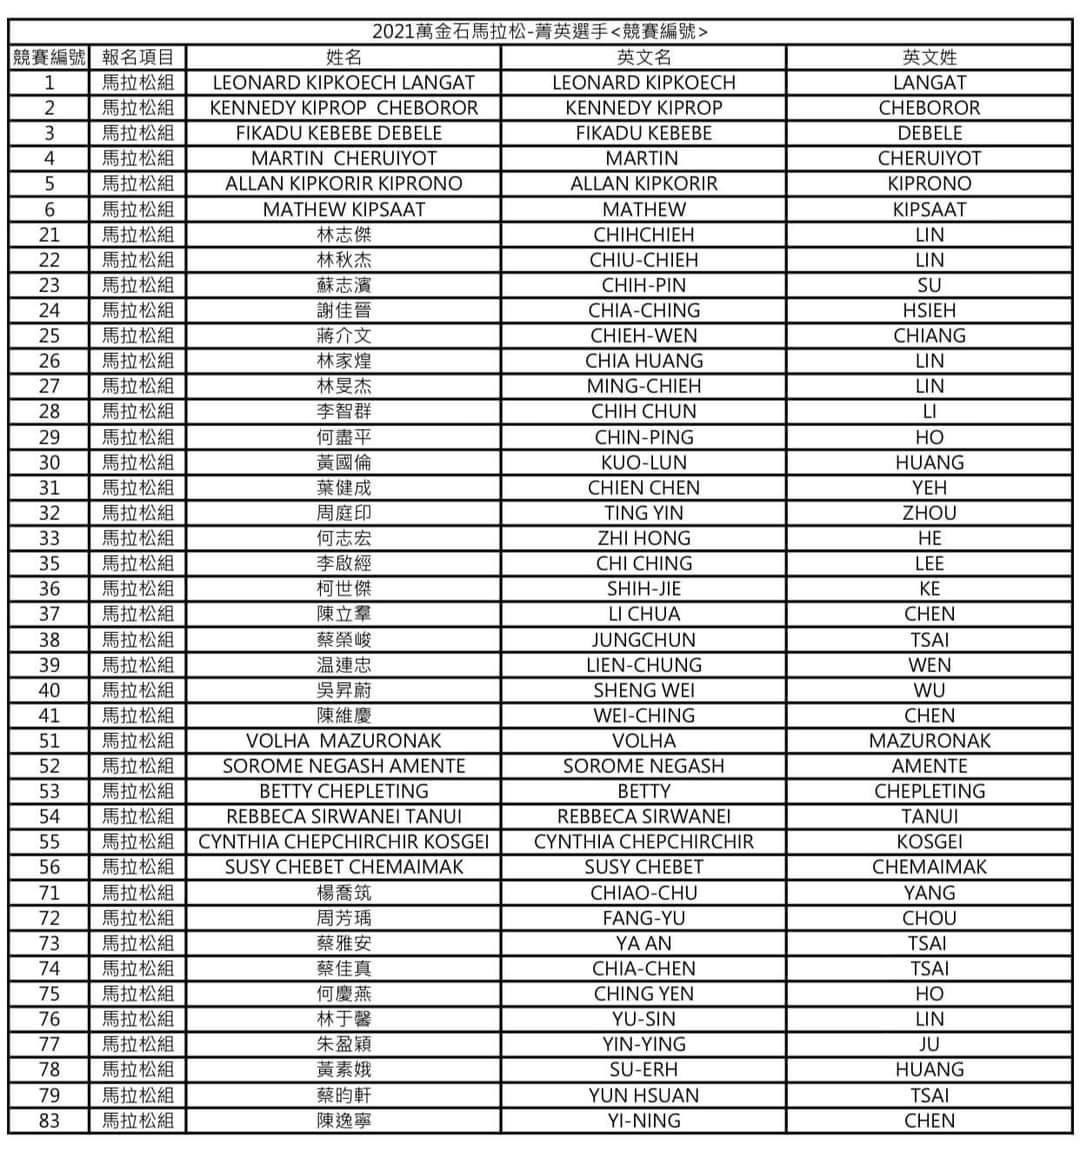 2021萬金石馬拉松-菁英選手<競賽編號>
競賽編號 報名項目 姓名 英文名 英文姓
1 馬拉松組 LEONARD KIPKOECH LANGAT LEONARD KIPKOECH LANGAT
2 馬拉松組 KENNEDY KIPROP CHEBOROR KENNEDY KIPROP CHEBOROR
3 馬拉松組 FIKADU KEBEBE DEBELE FIKADU KEBEBE DEBELE
4 馬拉松組 MARTIN CHERUIYOT MARTIN CHERUIYOT
5 馬拉松組 ALLAN KIPKORIR KIPRONO ALLAN KIPKORIR KIPRONO
6 馬拉松組 MATHEW KIPSAAT MATHEW KIPSAAT
21 馬拉松組 林志傑 CHIHCHIEH LIN
22 馬拉松組 林秋杰 CHIU-CHIEH LIN
23 馬拉松組 蘇志濱 CHIH-PIN SU
24 馬拉松組 謝佳晉 CHIA-CHING HSIEH
25 馬拉松組 蔣介文 CHIEH-WEN CHIANG
26 馬拉松組 林家煌 CHIA HUANG LIN
27 馬拉松組 林旻杰 MING-CHIEH LIN
28 馬拉松組 李智群 CHIH CHUN LI
29 馬拉松組 何盡平 CHIN-PING HO
30 馬拉松組 黃國倫 KUO-LUN HUANG
31 馬拉松組 葉健成 CHIEN CHEN YEH
32 馬拉松組 周庭印 TING YIN ZHOU
33 馬拉松組 何志宏 ZHI HONG HE
35 馬拉松組 李啟經 CHI CHING LEE
36 馬拉松組 柯世傑 SHIH-JIE KE
37 馬拉松組 陳立羣 LI CHUA CHEN
38 馬拉松組 蔡榮峻 JUNGCHUN TSAI
39 馬拉松組 温連忠 LIEN-CHUNG WEN
40 馬拉松組 吳昇蔚 SHENG WEI WU
41 馬拉松組 陳維慶 WEI-CHING CHEN
51 馬拉松組 VOLHA MAZURONAK VOLHA MAZURONAK
52 馬拉松組 SOROME NEGASH AMENTE SOROME NEGASH AMENTE
53 馬拉松組 BETTY CHEPLETING BETTY CHEPLETING
54 馬拉松組 REBBECA SIRWANEI TANUI REBBECA SIRWANEI TANUI
55 馬拉松組 CYNTHIA CHEPCHIRCHIR KOSGEI CYNTHIA CHEPCHIRCHIR KOSGEI
56 馬拉松組 SUSY CHEBET CHEMAIMAK SUSY CHEBET CHEMAIMAK
71 馬拉松組 楊喬筑 CHIAO-CHU YANG
72 馬拉松組 周芳瑀 FANG-YU CHOU
73 馬拉松組 蔡雅安 YA AN TSAI
74 馬拉松組 蔡佳真 CHIA-CHEN TSAI
75 馬拉松組 何慶燕 CHING YEN HO
76 馬拉松組 林于馨 YU-SIN LIN
77 馬拉松組 朱盈穎 YIN-YING JU
78 馬拉松組 黃素娥 SU-ERH HUANG
79 馬拉松組 蔡昀軒 YUN HSUAN TSAI
83 馬拉松組 陳逸寧 YI-NING CHEN